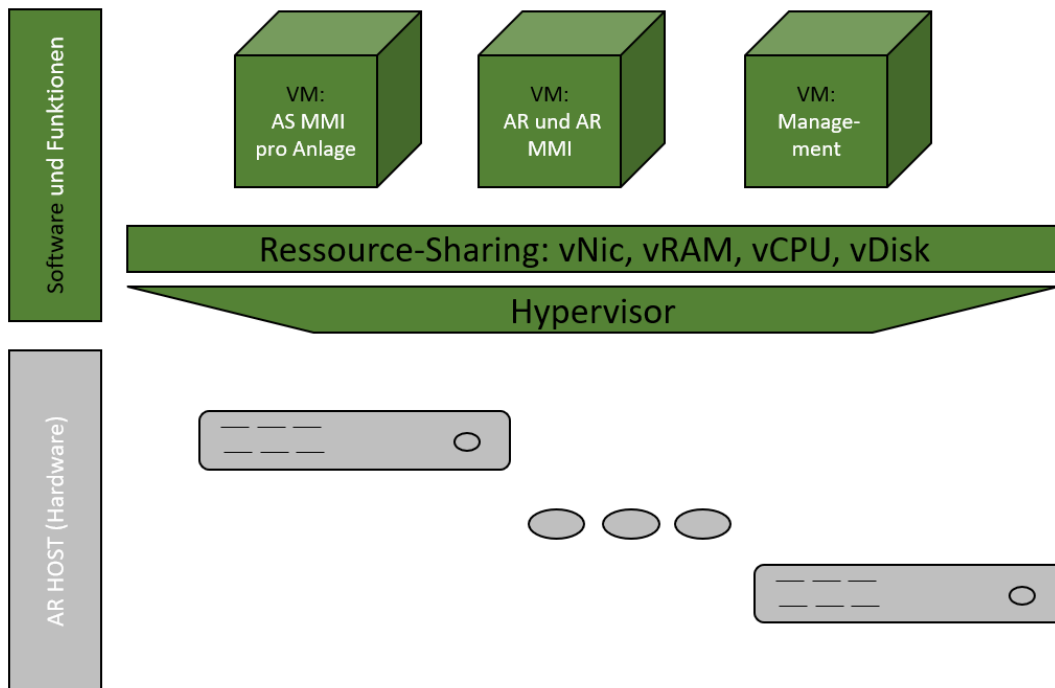 Software und Funktionen
VM:
AS MMI
pro Anlage
VM:
AR und AR
MMI
VM:
Manage-
ment
Ressource-Sharing: vNic, vRAM, vCPU, vDisk
Hypervisor
AR HOST (Hardware)